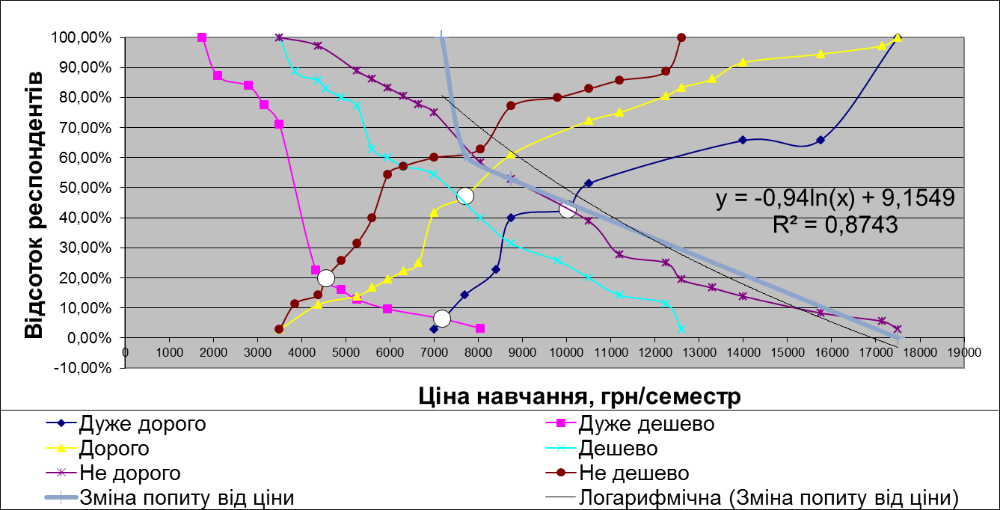 100,00%
90,00%
80,00%
70,00%
60,00%
50,00%
40,00%
30,00%
20,00%
10,00%
0,00%
-10,00%
Відсоток респондентів
y = -0,94ln(x) + 9,1549
R² = 0,8743
0 1000 2000 3000 4000 5000 6000 7000 8000 9000 10000 11000 12000 13000 14000 15000 16000 17000 18000 19000
Ціна навчання, грн/семестр
Дуже дорого Дуже дешево
Дорого Дешево
Не дорого Не дешево
Зміна попиту від ціни Логарифмічна (Зміна попиту від ціни)